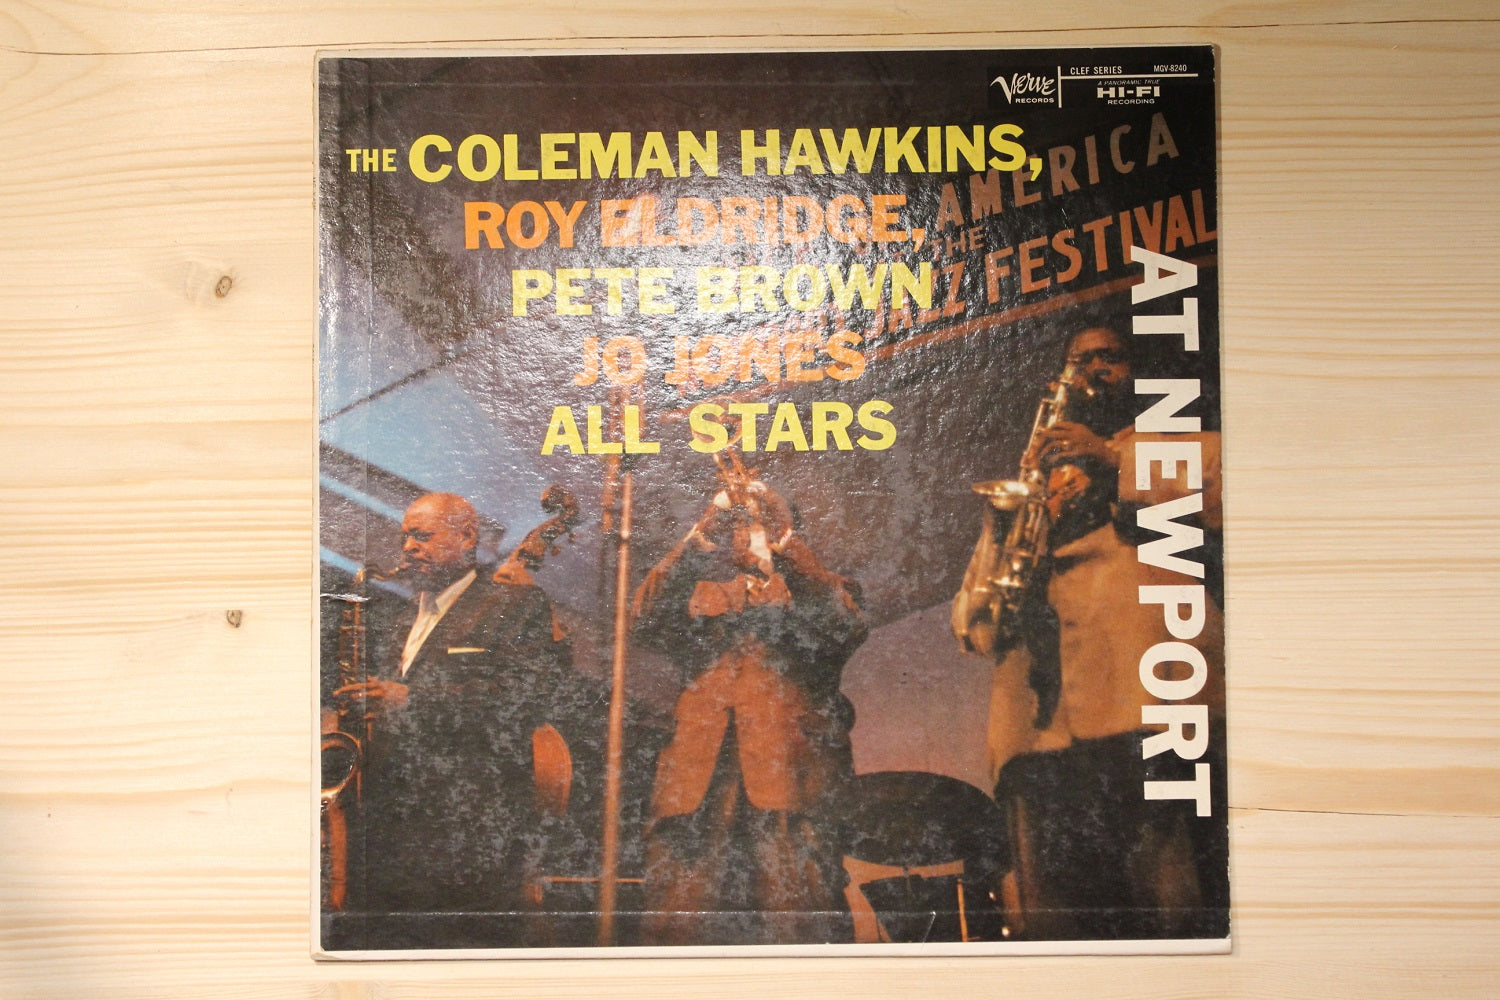 Verve
RECORDS
CLEF SERIES MGV-8240
A PANORAMIC TRUE
HI-FI
RECORDING
THE COLEMAN HAWKINS,
ROY ELDRIDGE,
PETE BROWN
JO JONES
ALL STARS
AT NEWPORT
AMERICA
THE
JAZZ FESTIVAL